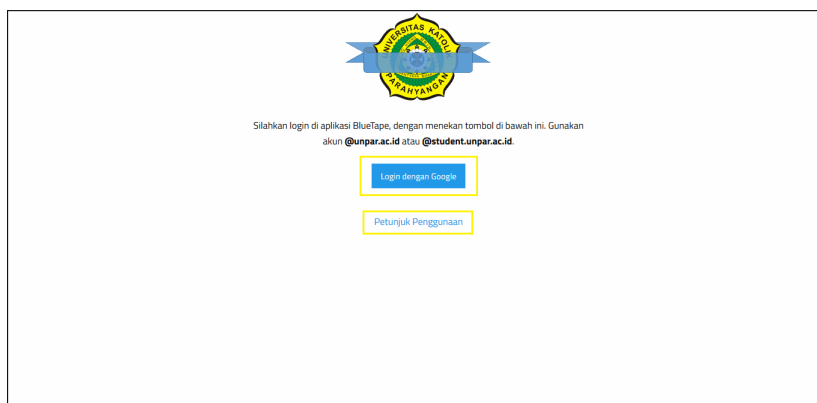 UNIVERSITAS KATOLIK
PARAHYANGAN
Silahkan login di aplikasi BlueTape, dengan menekan tombol di bawah ini. Gunakan
akun @unpar.ac.id atau @student.unpar.ac.id.
Login dengan Google
Petunjuk Penggunaan